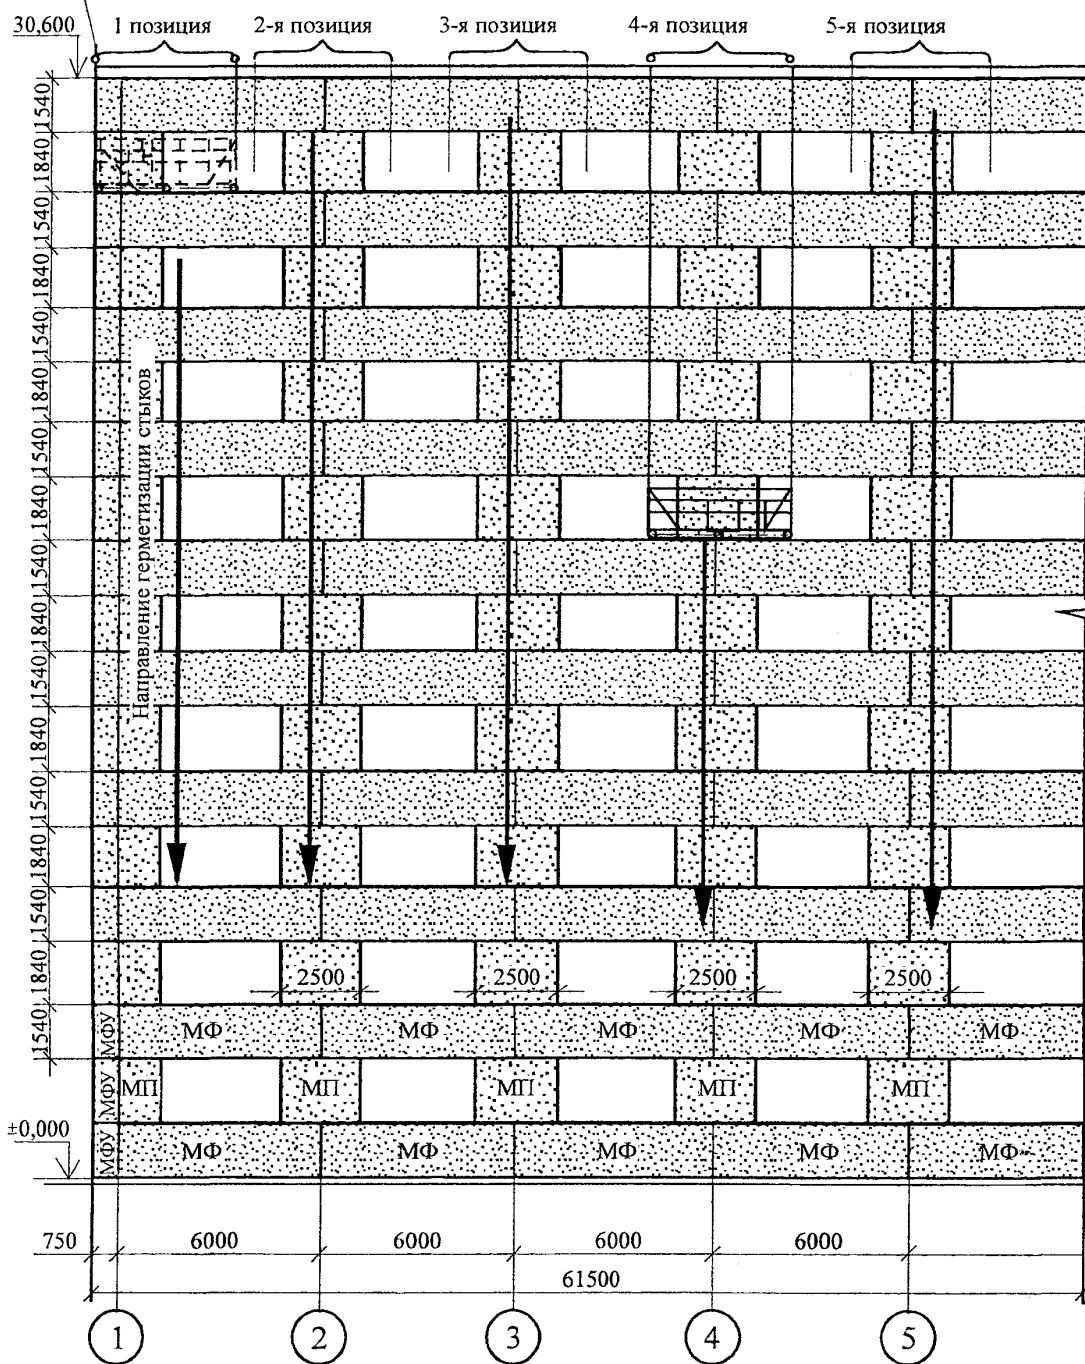 30,600
1 позиция
2-я позиция
3-я позиция
4-я позиция
5-я позиция
1540
1840
1540
1840
1540
1840
1540
1840
1540
1840
1540
1840
1540
1840
1540
1840
1540
Направление герметизации стыков
2500
2500
2500
2500
МФУ
МФ
МФ
МФ
МФ
МФ
МФУ
МП
МП
МП
МП
МП
±0,000
МФУ
МФ
МФ
МФ
МФ
МФ
750
6000
6000
6000
6000
61500
1
2
3
4
5